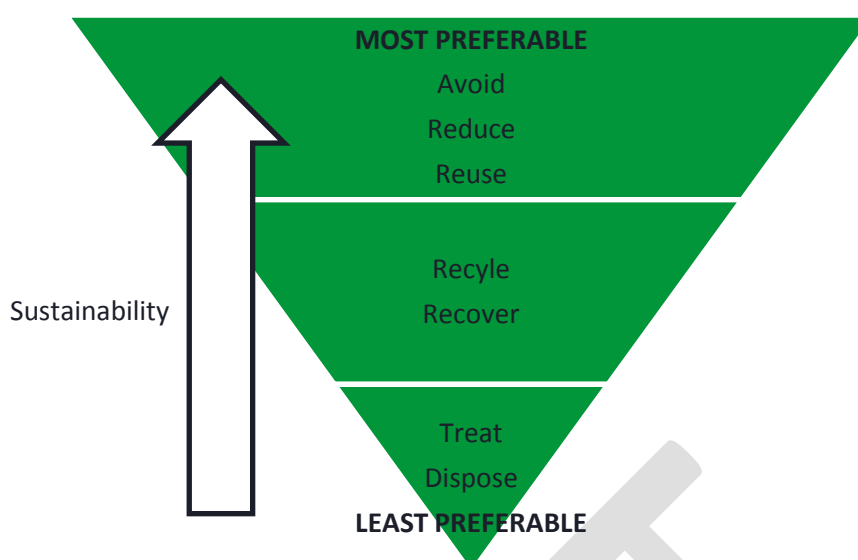 MOST PREFERABLE
Avoid
Reduce
Reuse
Recyle
Recover
Sustainability
Treat
Dispose
LEAST PREFERABLE